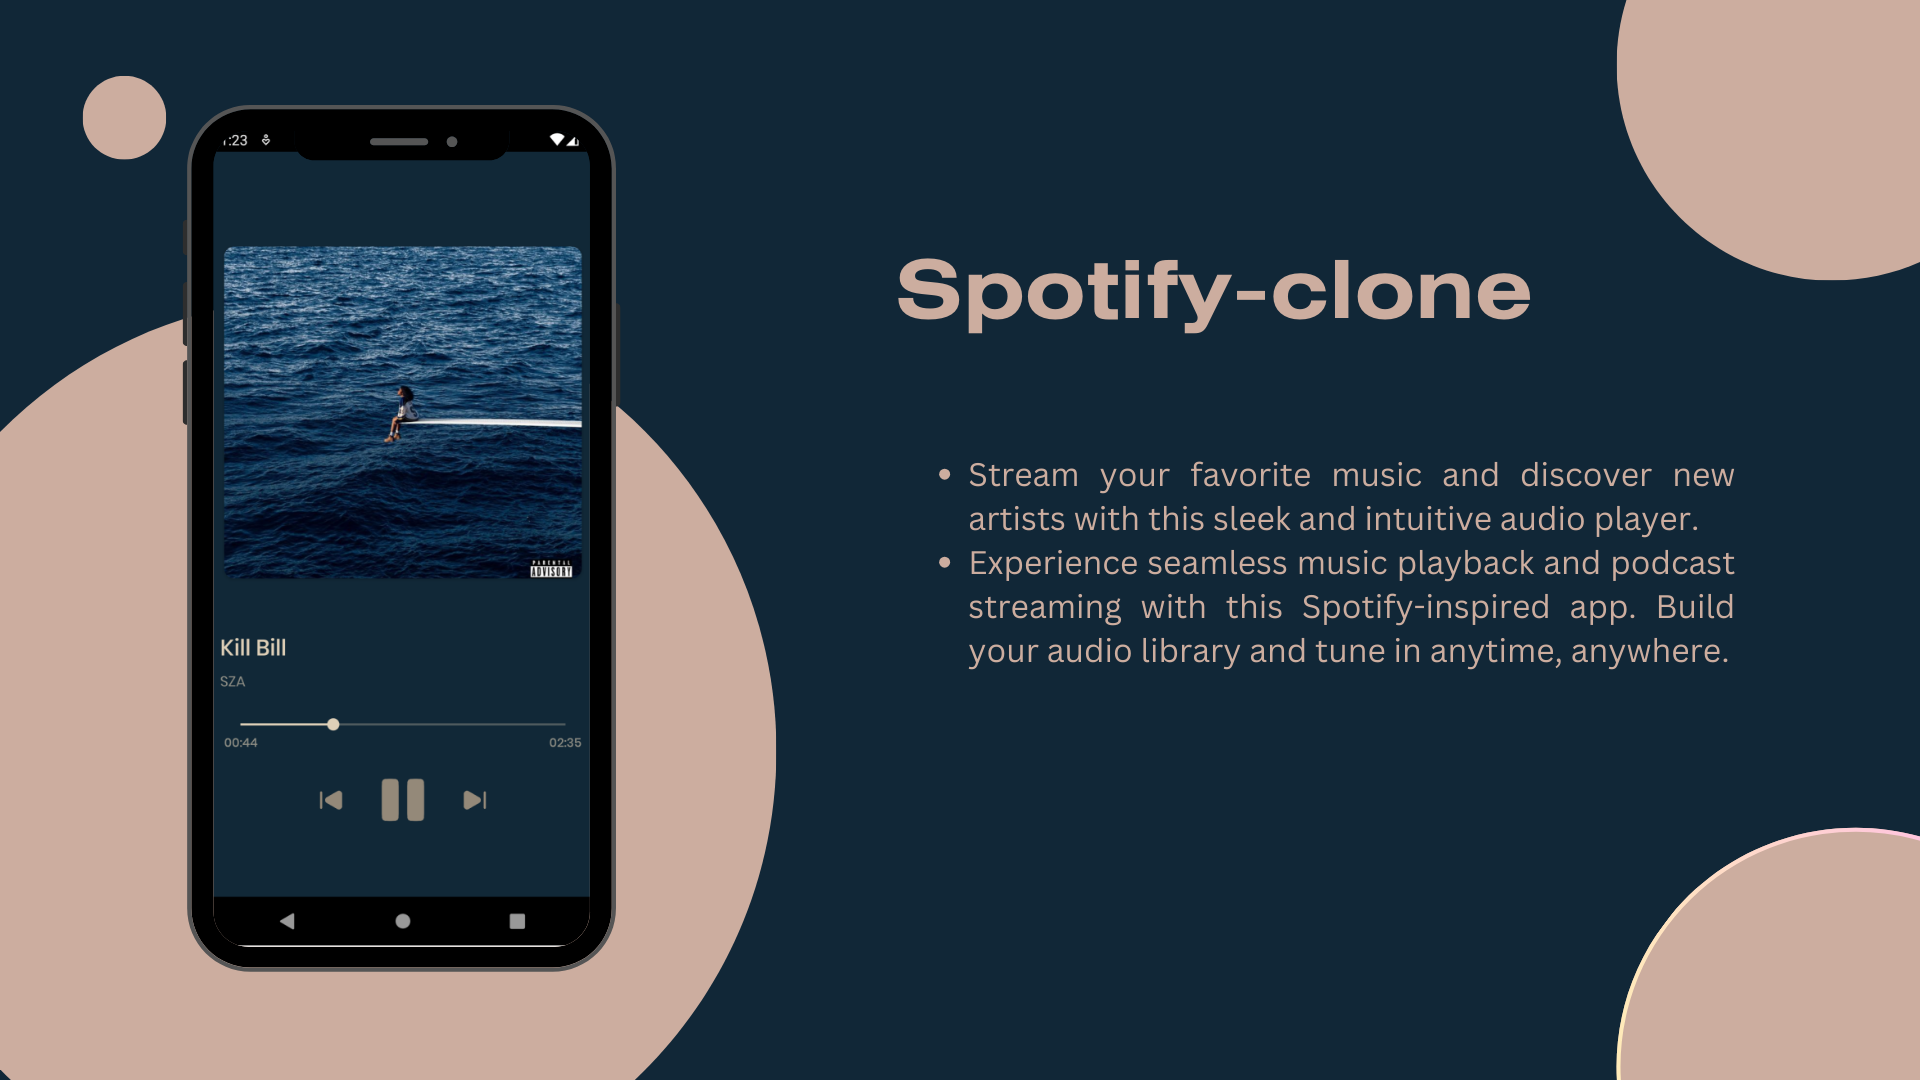 :23
PARENTAL
ADVISORY
Kill Bill
SZA
00:44
02:35
Spotify-clone
• Stream your favorite music and discover new
artists with this sleek and intuitive audio player.
• Experience seamless music playback and podcast
streaming with this Spotify-inspired app. Build
your audio library and tune in anytime, anywhere.